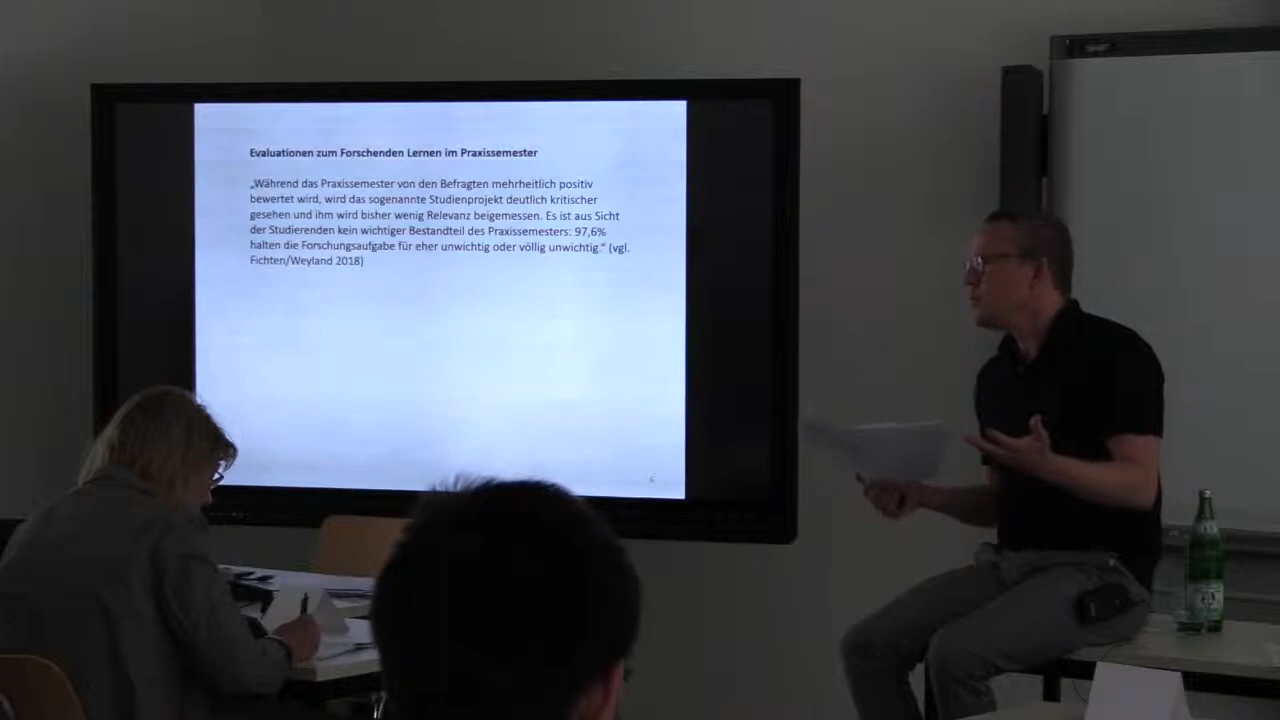 Evaluationen zum Forschenden Lernen im Praxissemester
„Während das Praxissemester von den Befragten mehrheitlich positiv
bewertet wird, wird das sogenannte Studienprojekt deutlich kritischer
gesehen und ihm wird bisher wenig Relevanz beigemessen. Es ist aus Sicht
der Studierenden kein wichtiger Bestandteil des Praxissemesters: 97,6%
halten die Forschungsaufgabe für eher unwichtig oder völlig unwichtig.“ (vgl.
Fichten/Weyland 2018)